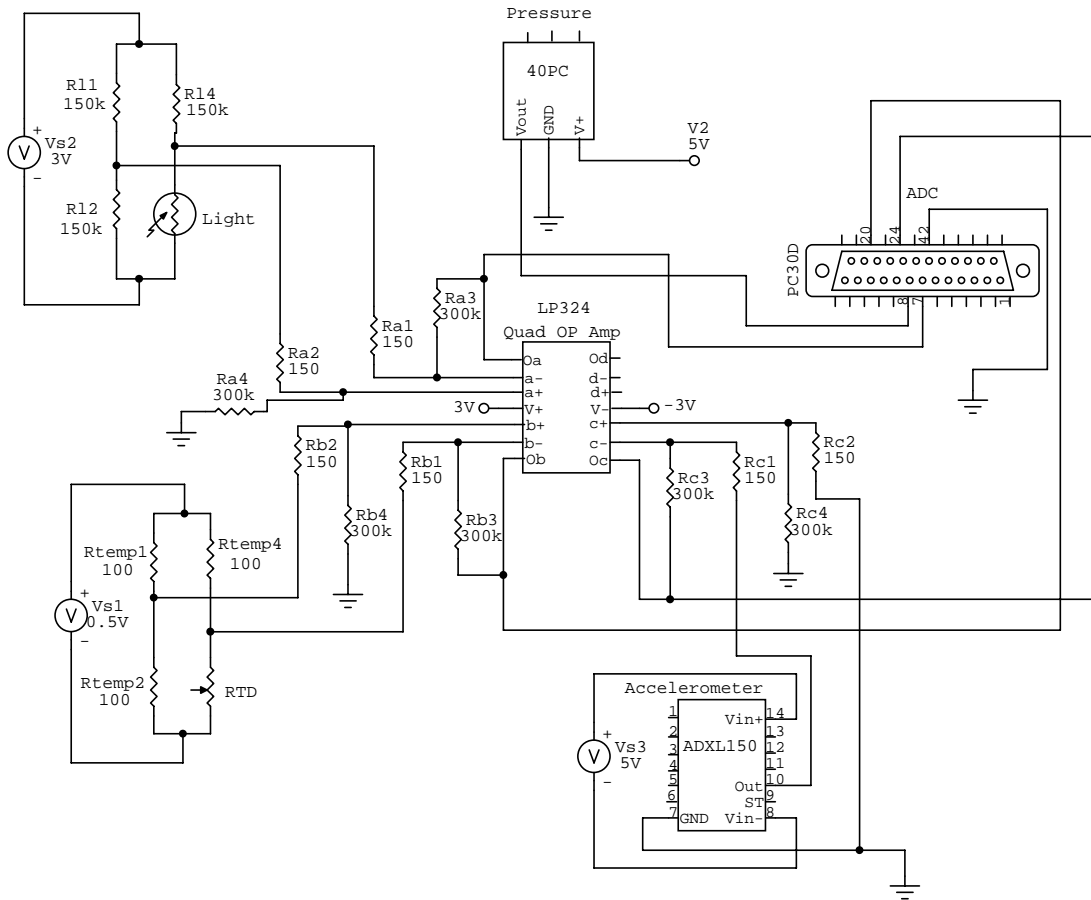 Pressure
40PC
Vout
GND
V+
V2
5V
Rl1
150k
Rl4
150k
+
Vs2
3V
-
V
Rl2
150k
Light
ADC
20
24
42
PC30D
8
7
1
Ra3
300k
LP324
Quad OP Amp
Ra1
150
Ra2
150
Ra4
300k
Oa
a-
a+
V+
b+
b-
Ob
Od
d-
d+
V-
c+
c-
Oc
3V
-3V
Rb2
150
Rb1
150
Rb4
300k
Rb3
300k
Rc3
300k
Rc1
150
Rc2
150
Rc4
300k
Rtemp1
100
Rtemp4
100
+
Vs1
0.5V
-
V
Rtemp2
100
RTD
Accelerometer
ADXL150
1
2
3
4
5
6
7
GND
Vin+
14
13
12
11
Out
10
ST
9
Vin-
8
+
Vs3
5V
-
V